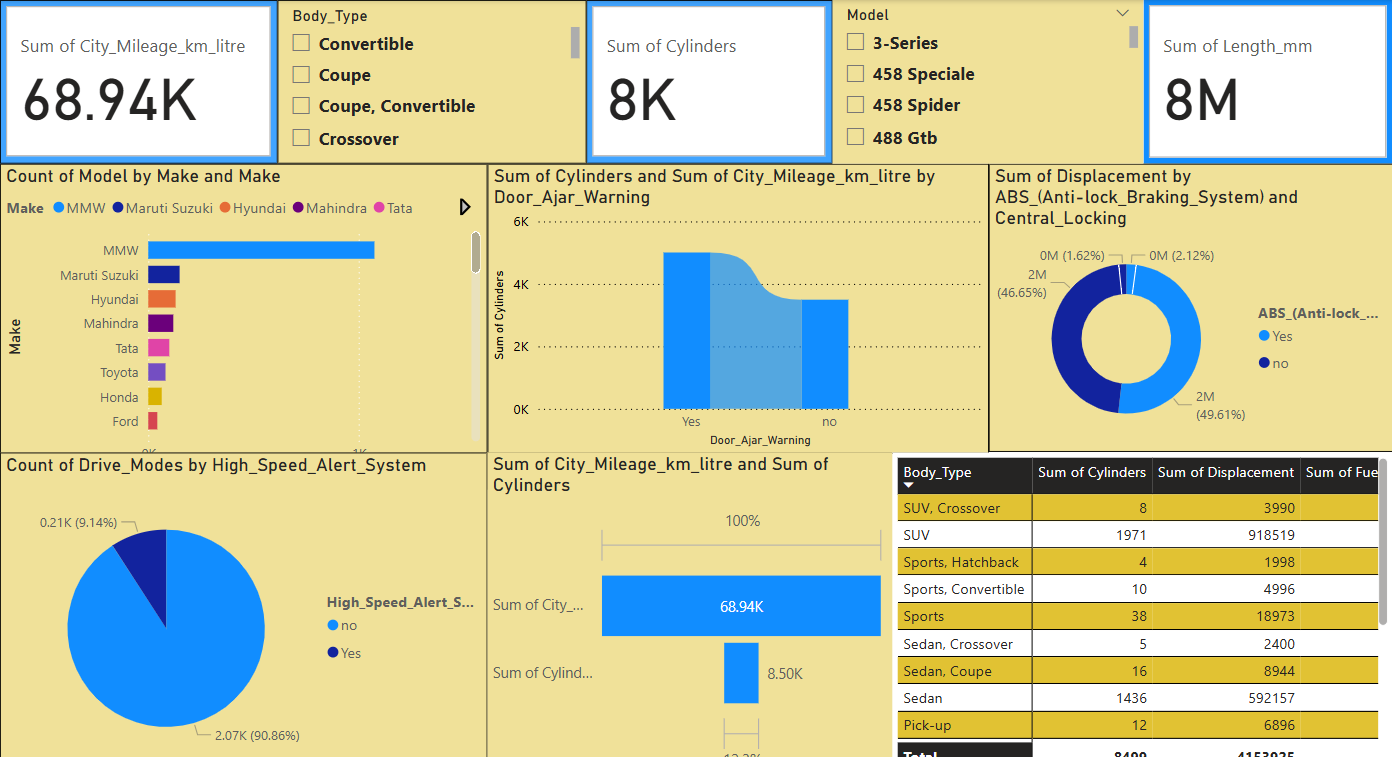 Sum of City_Mileage_km_litre
68.94K
Body_Type
Convertible
Coupe
Coupe, Convertible
Crossover
Sum of Cylinders
8K
Model
3-Series
458 Speciale
458 Spider
488 Gtb
Sum of Length_mm
8M
Count of Model by Make and Make
Make MMW Maruti Suzuki Hyundai Mahindra Tata
Make
MMW
Maruti Suzuki
Hyundai
Mahindra
Tata
Toyota
Honda
Ford
Sum of Cylinders and Sum of City_Mileage_km_litre by
Door_Ajar_Warning
Sum of Cylinders
6K
4K
2K
0K
Yes no
Door_Ajar_Warning
Sum of Displacement by
ABS_(Anti-lock_Braking_System) and
Central_Locking
0M (1.62%) 0M (2.12%)
2M
(46.65%)
2M
(49.61%)
ABS_(Anti-lock_...
Yes
no
Count of Drive_Modes by High_Speed_Alert_System
0.21K (9.14%)
2.07K (90.86%)
High_Speed_Alert_S...
no
Yes
Sum of City_Mileage_km_litre and Sum of
Cylinders
100%
Sum of City_... 68.94K
Sum of Cylind... 8.50K
Body_Type Sum of Cylinders Sum of Displacement Sum of Fue
SUV, Crossover 8 3990
SUV 1971 918519
Sports, Hatchback 4 1998
Sports, Convertible 10 4996
Sports 38 18973
Sedan, Crossover 5 2400
Sedan, Coupe 16 8944
Sedan 1436 592157
Pick-up 12 6896
Total 8499 4153925